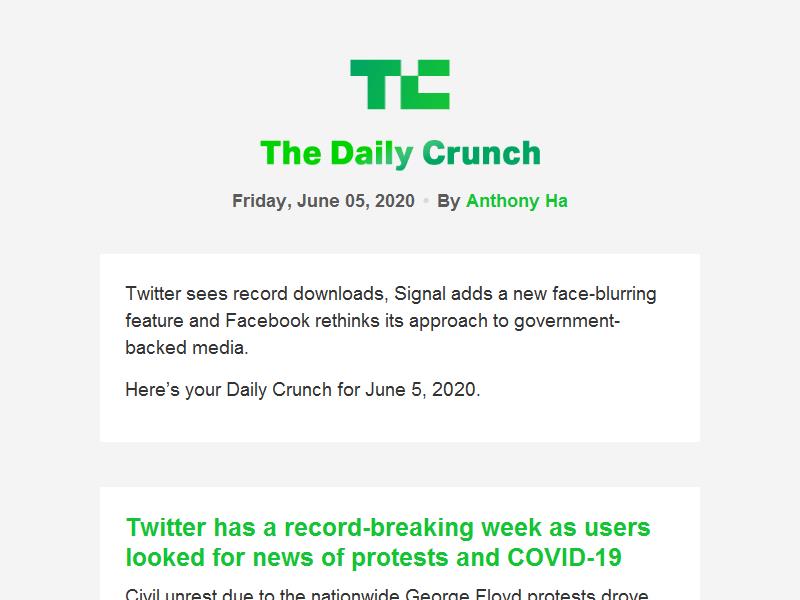 TC
The Daily Crunch
Friday, June 05, 2020 • By Anthony Ha
Twitter sees record downloads, Signal adds a new face-blurring
feature and Facebook rethinks its approach to government-
backed media.
Here’s your Daily Crunch for June 5, 2020.
Twitter has a record-breaking week as users
looked for news of protests and COVID-19
Civil unrest due to the nationwide George Floyd protests drove